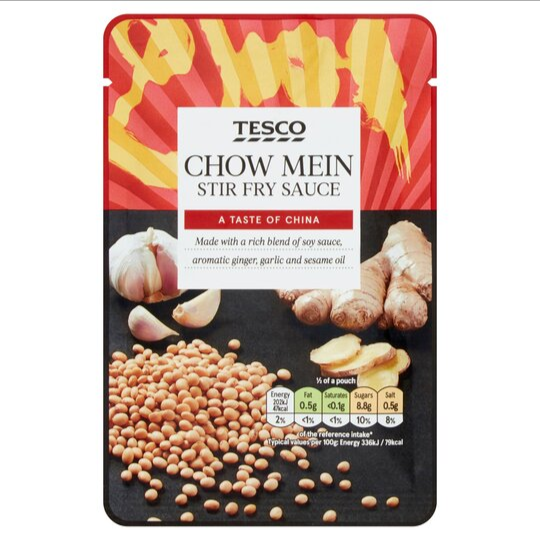 TESCO
CHOW MEIN
STIR FRY SAUCE
A TASTE OF CHINA
Made with a rich blend of soy sauce,
aromatic ginger, garlic and sesame oil
½ of a pouch
Energy Fat Saturates Sugars Salt
202kJ 0.5g <0.1g 8.8g 0.5g
47kcal
2% <1% <1% 10% 8%
of the reference intake*
Typical values per 100g: Energy 336kJ / 79kcal